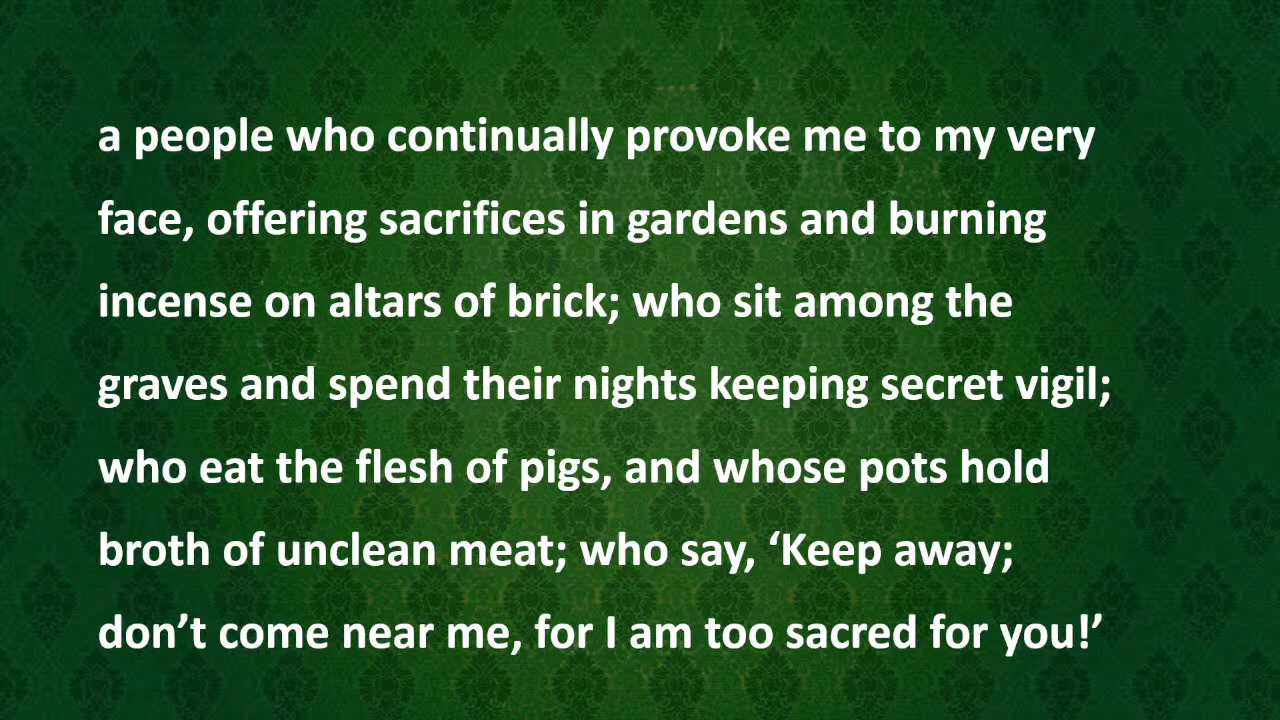 a people who continually provoke me to my very
face, offering sacrifices in gardens and burning
incense on altars of brick; who sit among the
graves and spend their nights keeping secret vigil;
who eat the flesh of pigs, and whose pots hold
broth of unclean meat; who say, ‘Keep away;
don’t come near me, for I am too sacred for you!’